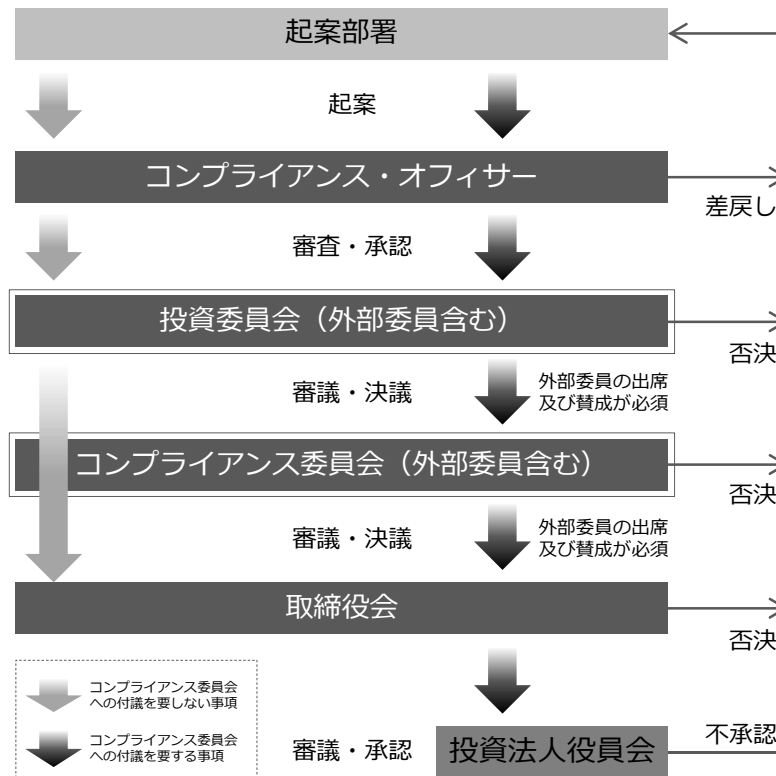 起案部署
起案
コンプライアンス・オフィサー
差戻し
審査・承認
投資委員会（外部委員含む）
否決
審議・決議
外部委員の出席
及び賛成が必須
コンプライアンス委員会（外部委員含む）
否決
審議・決議
外部委員の出席
及び賛成が必須
取締役会
否決
コンプライアンス委員会
への付議を要しない事項
コンプライアンス委員会
への付議を要する事項
審議・承認
投資法人役員会
不承認